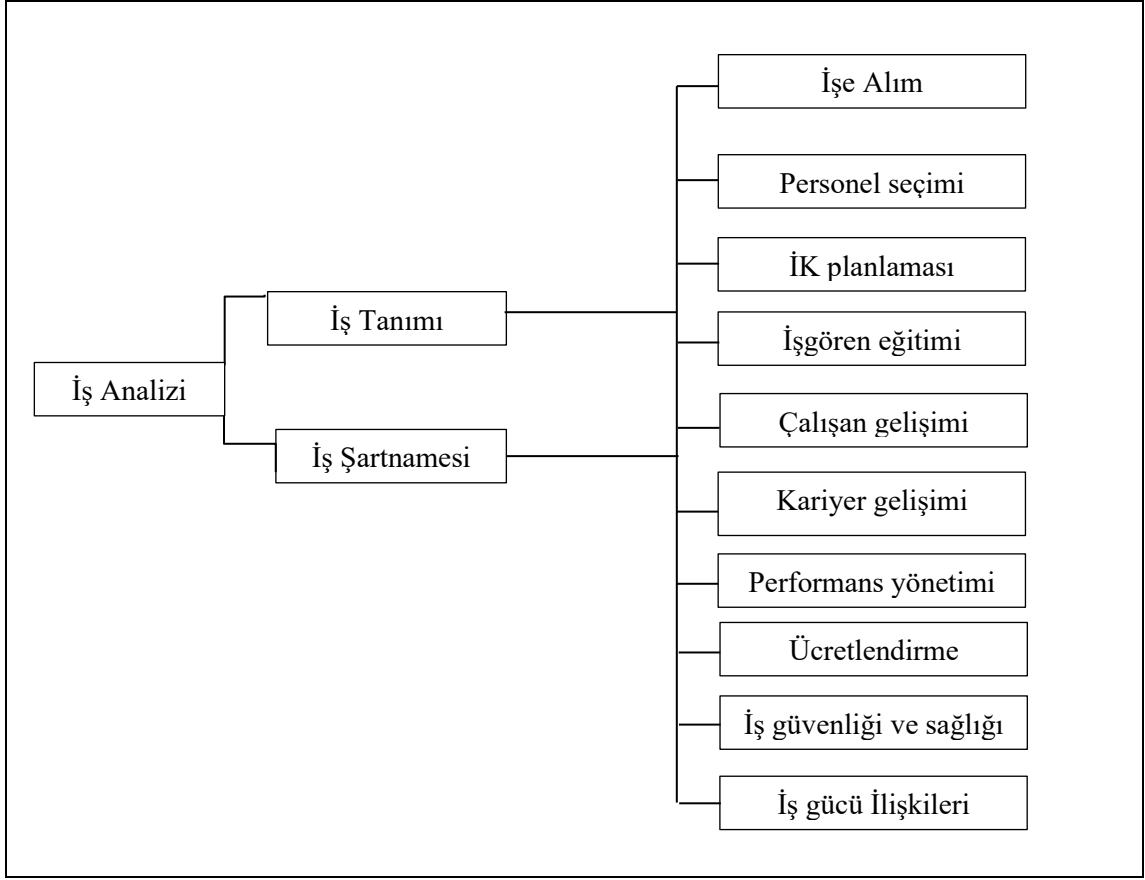 İş Analizi
İş Tanımı
İş Şartnamesi
İşe Alım
Personel seçimi
İK planlaması
İşgören eğitimi
Çalışan gelişimi
Kariyer gelişimi
Performans yönetimi
Ücretlendirme
İş güvenliği ve sağlığı
İş gücü İlişkileri